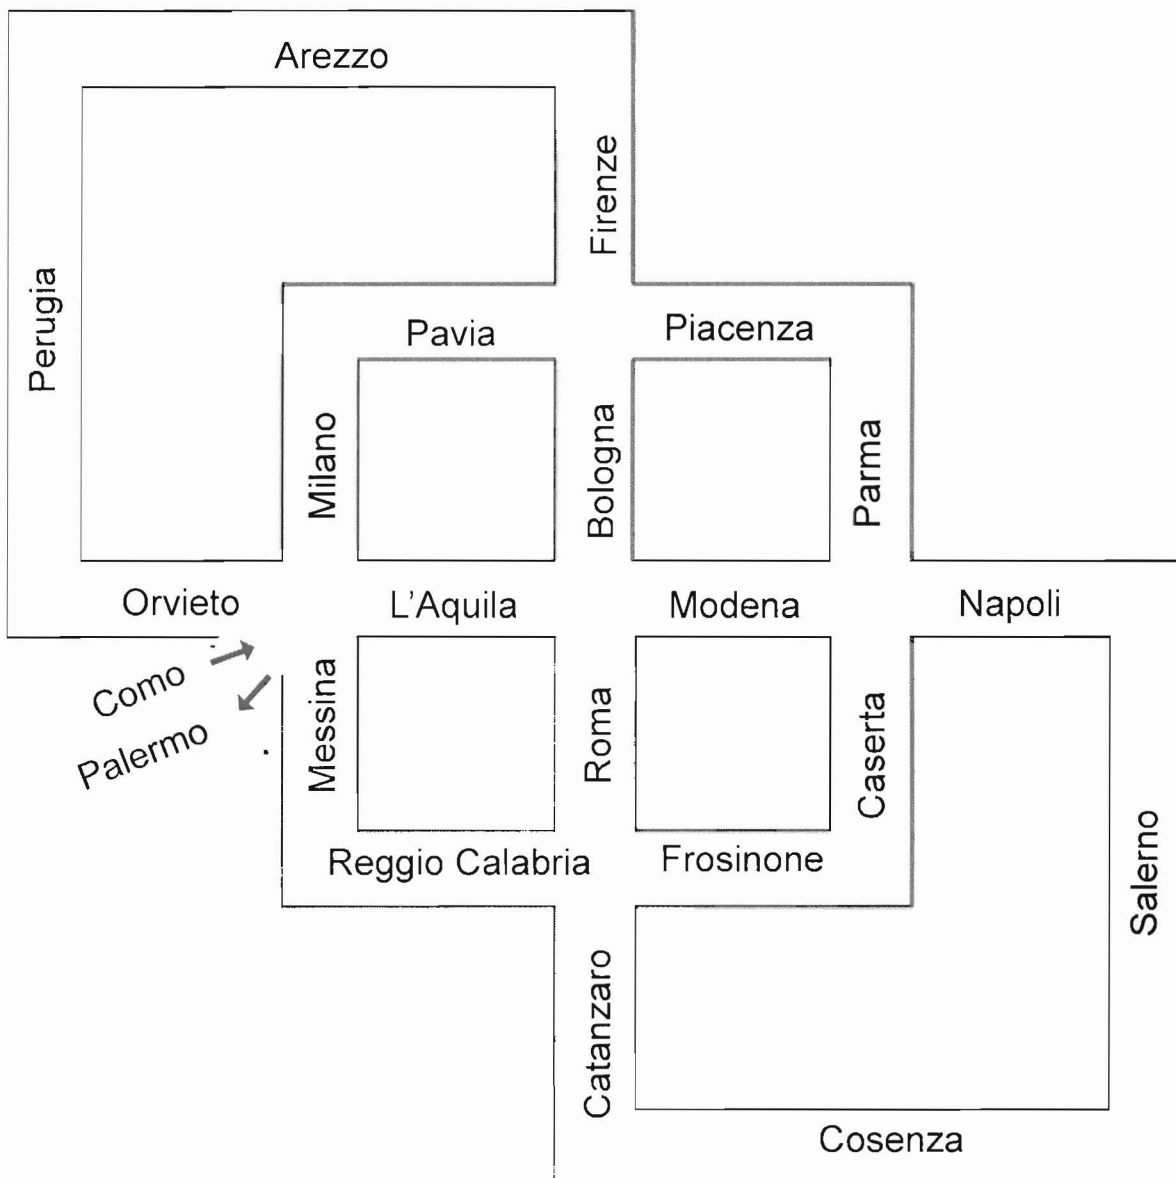 Arezzo
Firenze
Perugia
Pavia
Piacenza
Milano
Bologna
Parma
Orvieto
L'Aquila
Modena
Napoli
Como
Palermo
Messina
Roma
Caserta
Salerno
Reggio Calabria
Frosinone
Catanzaro
Cosenza